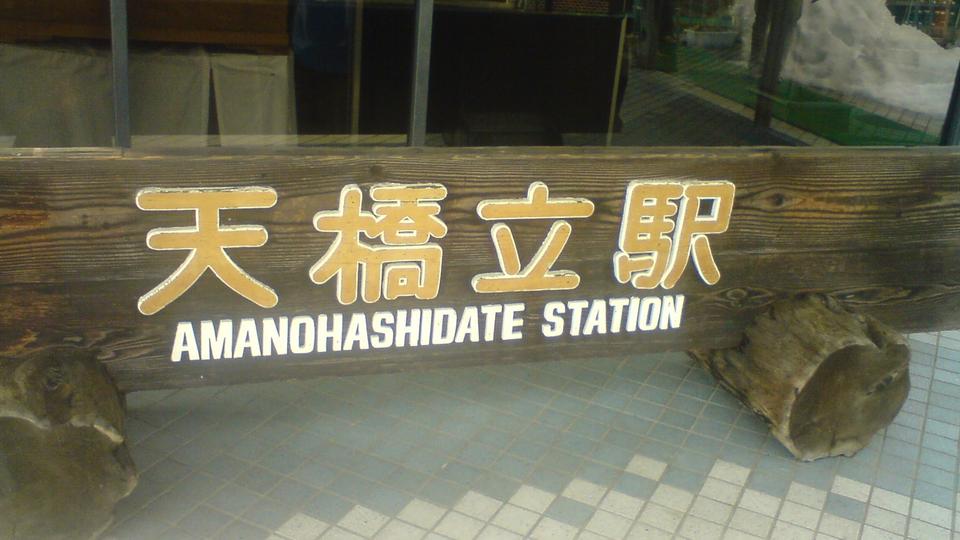 天橋立駅
AMANOHASHIDATE STATION